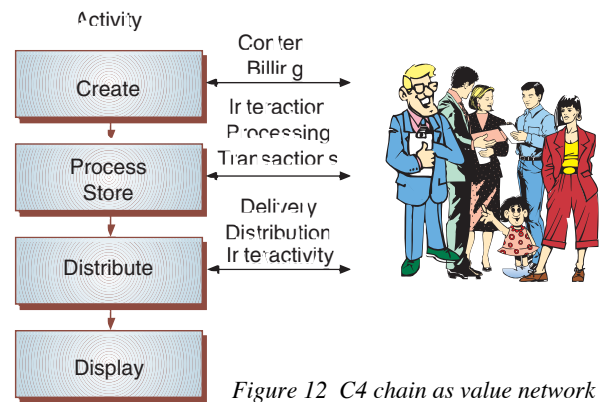 Activity
Create
Content
Billing
Interaction
Processing
Transactions
Process
Store
Delivery
Distribution
Interactivity
Distribute
Display
Figure 12 C4 chain as value network